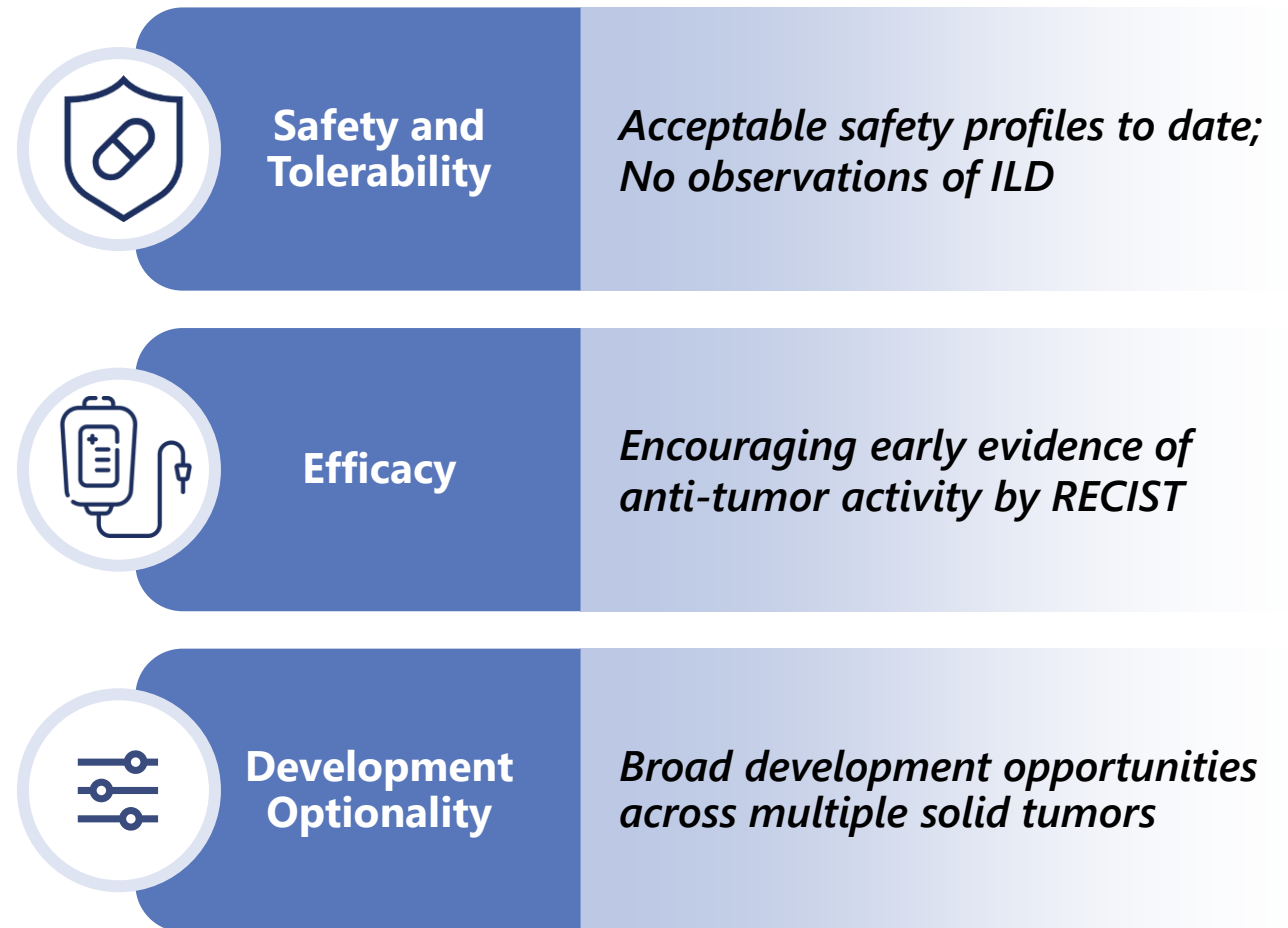 Safety and
Tolerability
Acceptable safety profiles to date;
No observations of ILD
Efficacy
Encouraging early evidence of
anti-tumor activity by RECIST
Development
Optionality
Broad development opportunities
across multiple solid tumors